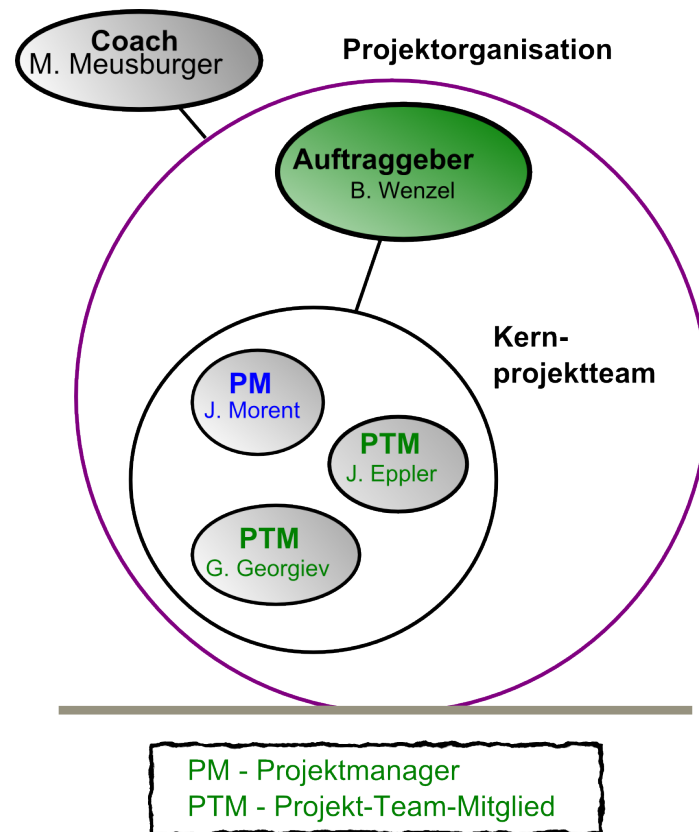 Coach
M. Meusburger
Projektorganisation
Auftraggeber
B. Wenzel
Kern-
projektteam
PM
J. Morent
PTM
J. Eppler
PTM
G. Georgiev
PM - Projektmanager
PTM - Projekt-Team-Mitglied